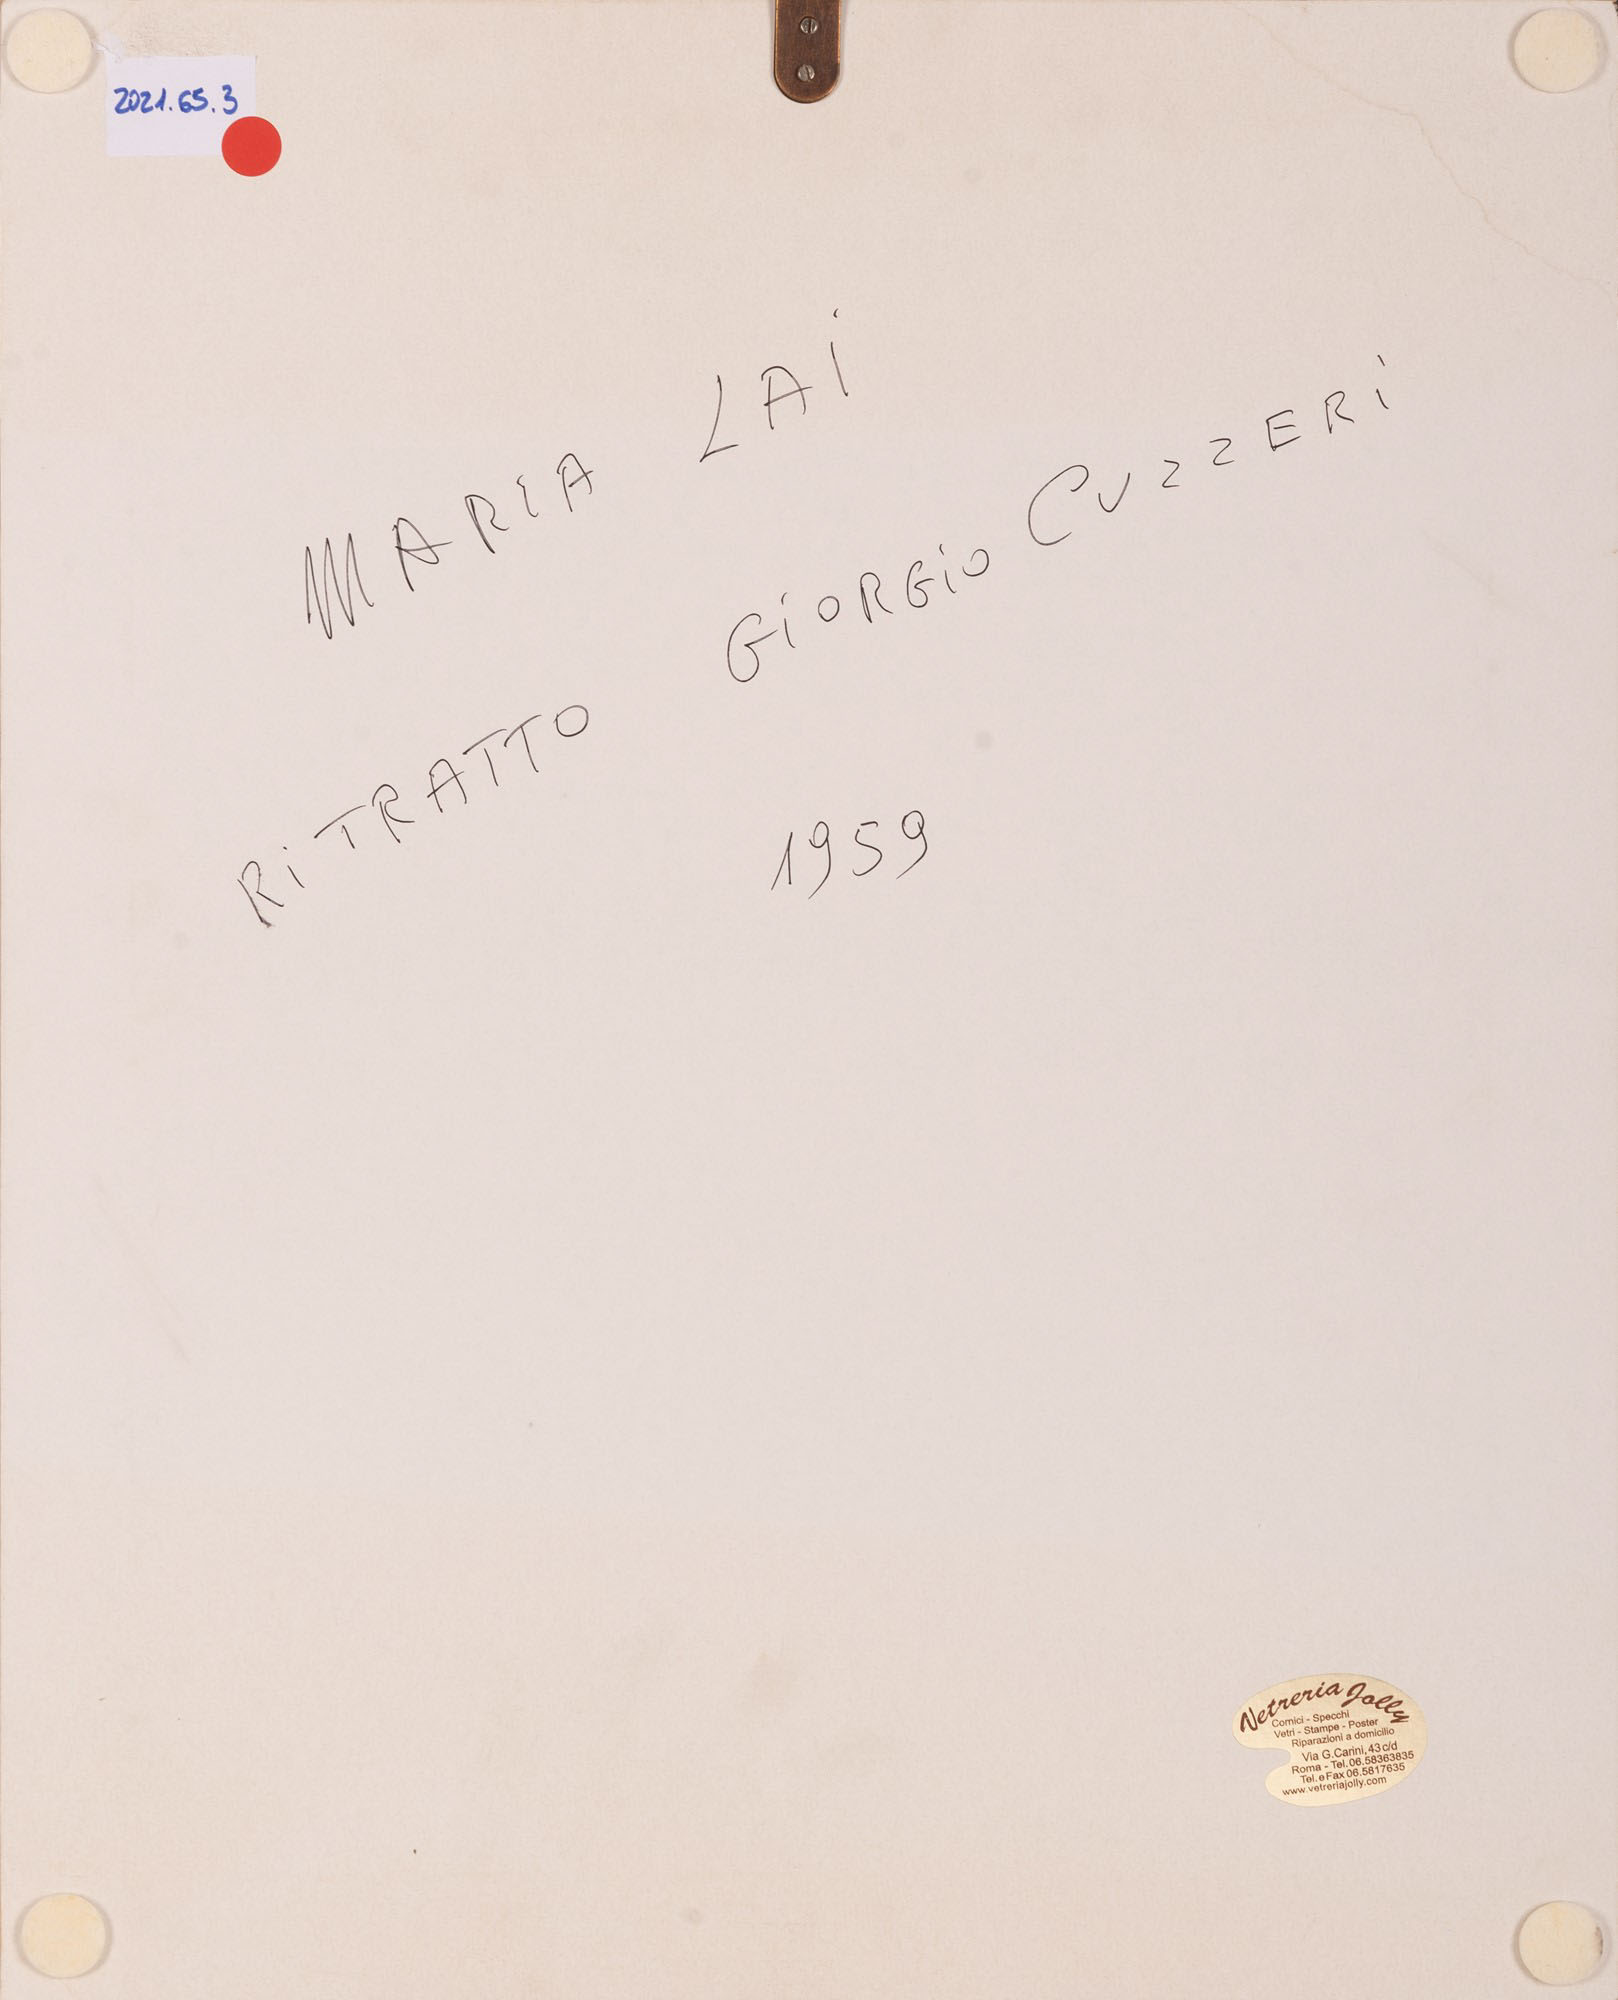 2021.65.3
MARIA LAI
RITRATTO GIORGIO CUZZERI
1959
Vetreria Jolly
Cornici - Specchi
Vetri - Stampe - Poster
Riparazioni a domicilio
Via G.Carini, 43 c/d
Roma - Tel. 06.58363835
Tel. e Fax 06.5817635
www.vetreriajolly.com